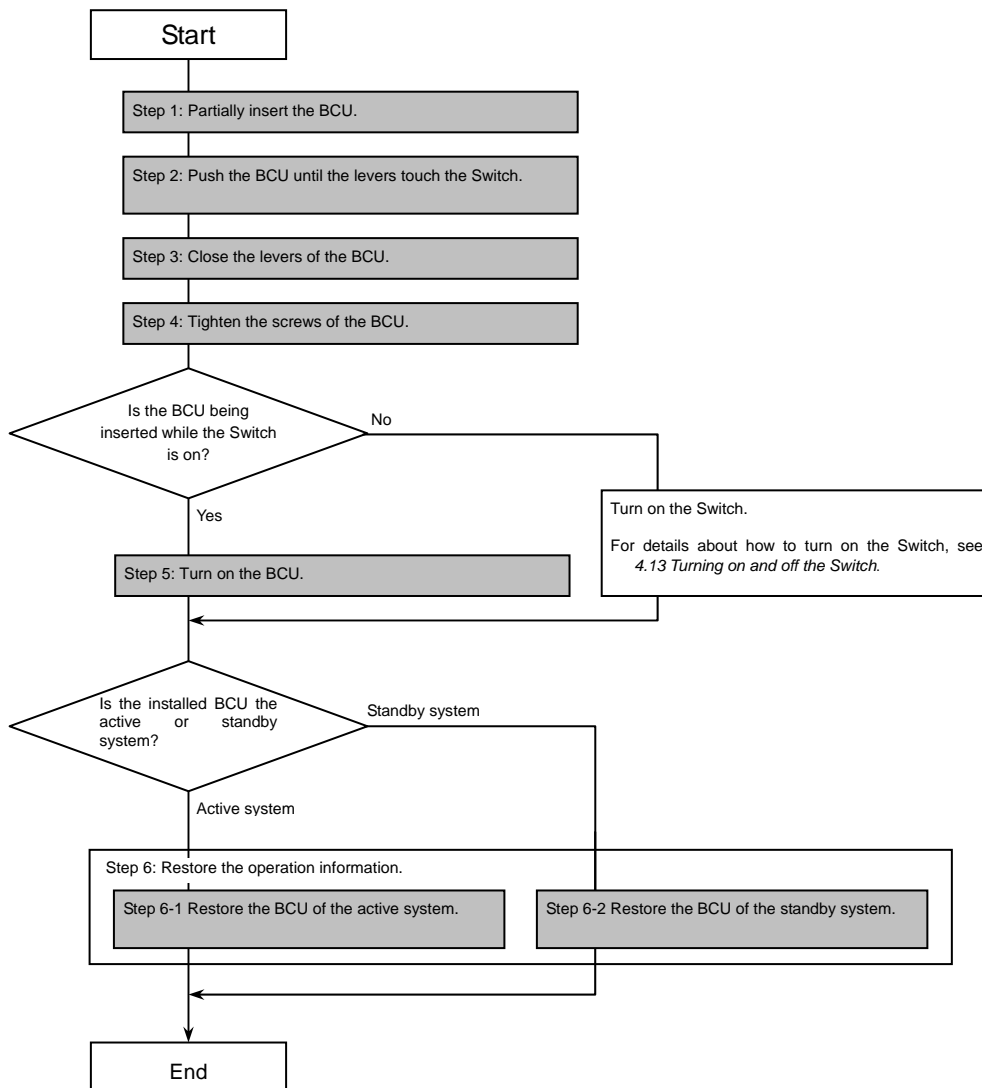 Start
Step 1: Partially insert the BCU.
Step 2: Push the BCU until the levers touch the Switch.
Step 3: Close the levers of the BCU.
Step 4: Tighten the screws of the BCU.
Is the BCU being
inserted while the Switch
is on?
No
Yes
Turn on the Switch.
For details about how to turn on the Switch, see
4.13 Turning on and off the Switch.
Step 5: Turn on the BCU.
Is the installed BCU the
active or standby
system?
Standby system
Active system
Step 6: Restore the operation information.
Step 6-1 Restore the BCU of the active system.
Step 6-2 Restore the BCU of the standby system.
End